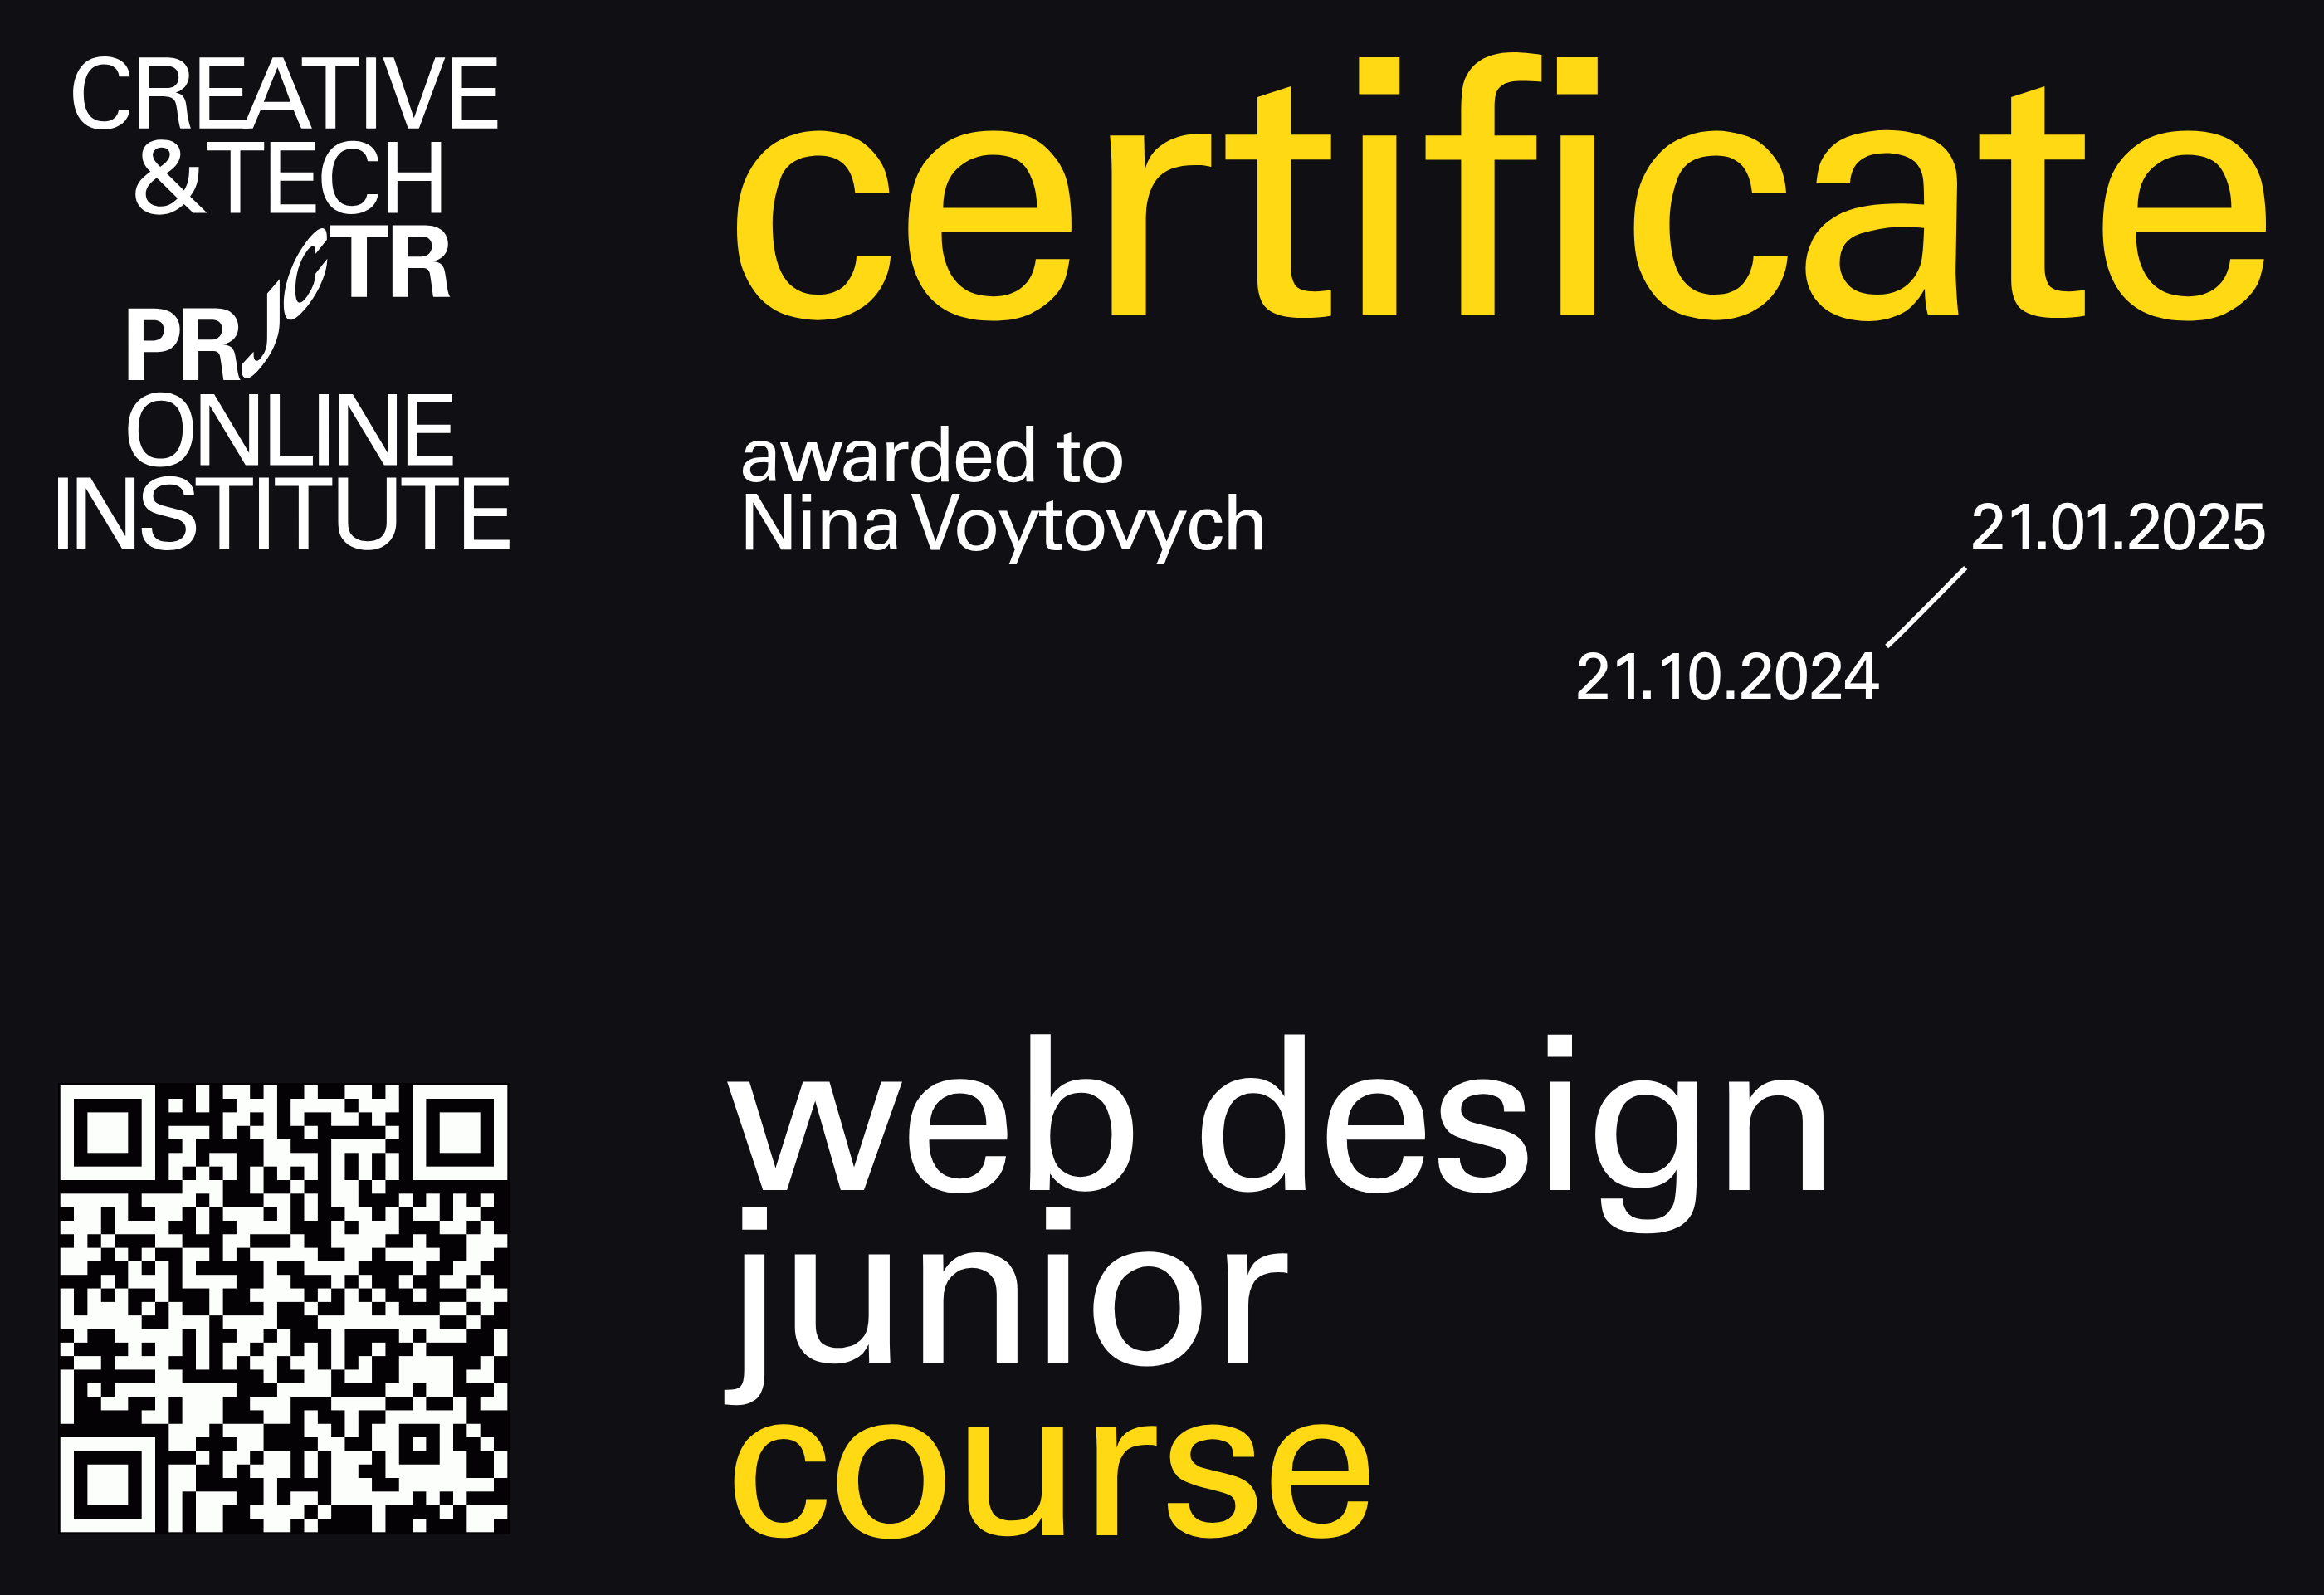 CREATIVE
&TECH
PRJCTR
ONLINE
INSTITUTE
certificate
awarded to
Nina Voytovych
21.01.2025
21.10.2024
web design
junior
course